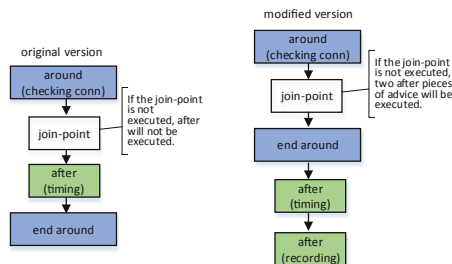 original version
around
(checking conn)
If the join-point
is not
executed, after
will not be
executed.
join-point
after
(timing)
end around
modified version
around
(checking conn)
If the join-point
is not executed,
two after pieces
of advice will be
executed.
join-point
end around
after
(timing)
after
(recording)